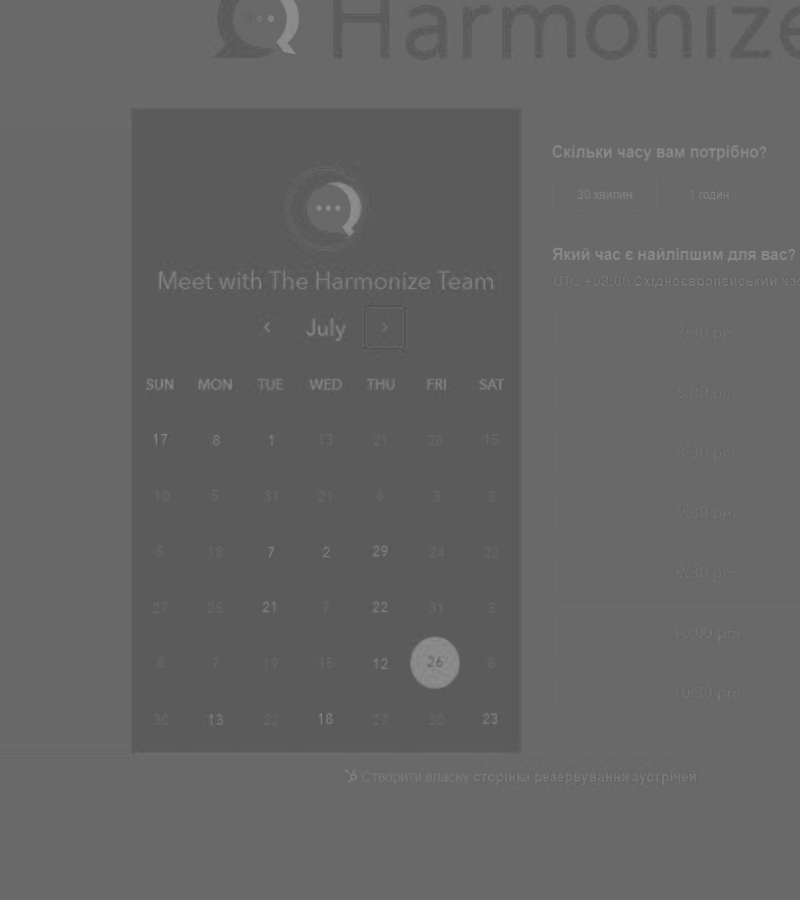 Harmonize
Meet with The Harmonize Team
‹ July ›
SUN MON TUE WED THU FRI SAT
17 8 1 13 21 28 15
10 5 31 21 6 3 3
5 18 7 2 29 24 22
27 25 21 7 22 31 3
8 7 19 15 12 26 8
30 13 22 18 27 30 23
Скільки часу вам потрібно?
30 хвилин 1 годин
Який час є найліпшим для вас?
UTC +03:00 Східноєвропейський час
7:30 pm
8:00 pm
8:30 pm
9:00 pm
9:30 pm
10:00 pm
10:30 pm
Створити власну сторінка резервування зустрічей